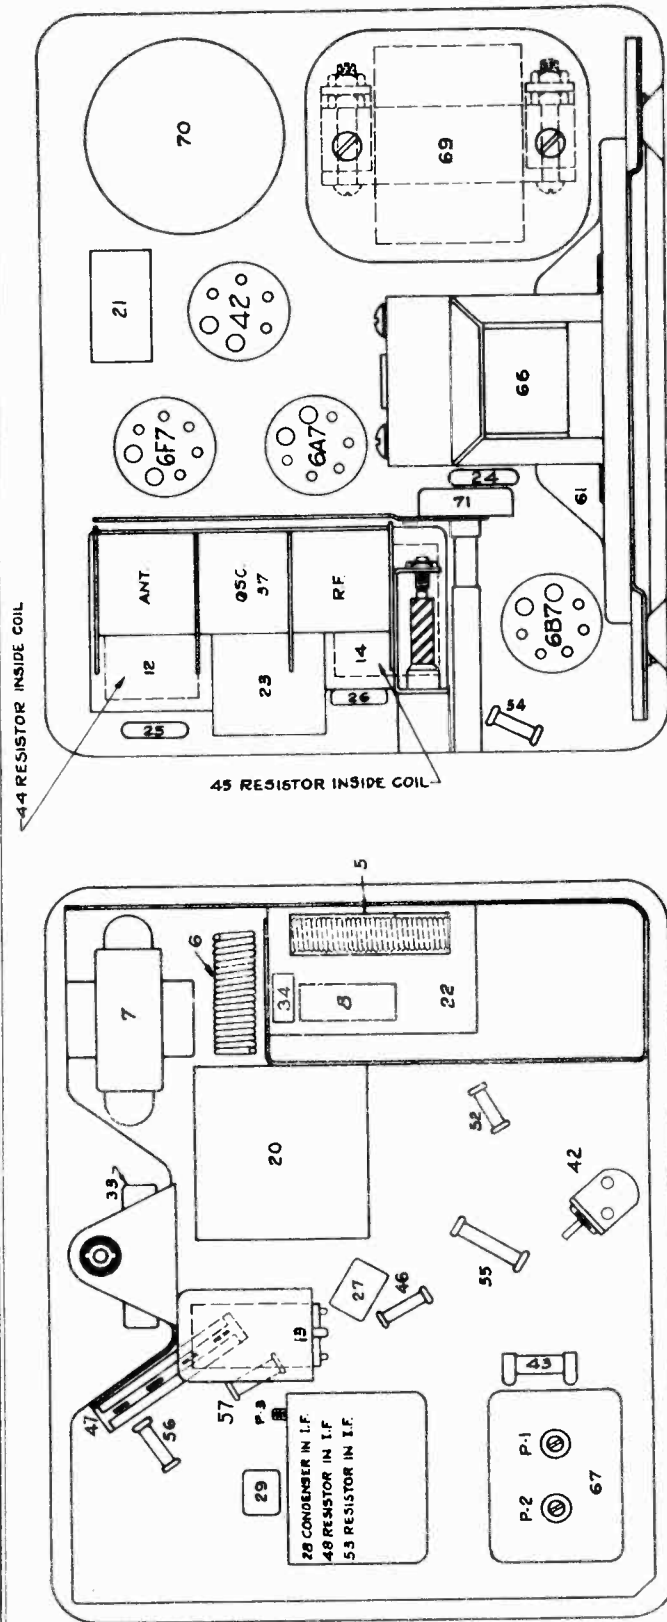 44 RESISTOR INSIDE COIL
70
69
21
42
6F7
6A7
66
24
71
61
6B7
ANT.
OSC.
37
R.F.
12
23
14
25
26
54
45 RESISTOR INSIDE COIL
5
6
7
34
8
22
20
33
52
42
55
27
46
13
47
56
57
P-3
29
28 CONDENSER IN I.F.
48 RESISTOR IN I.F.
53 RESISTOR IN I.F.
43
P-1
P-2
67